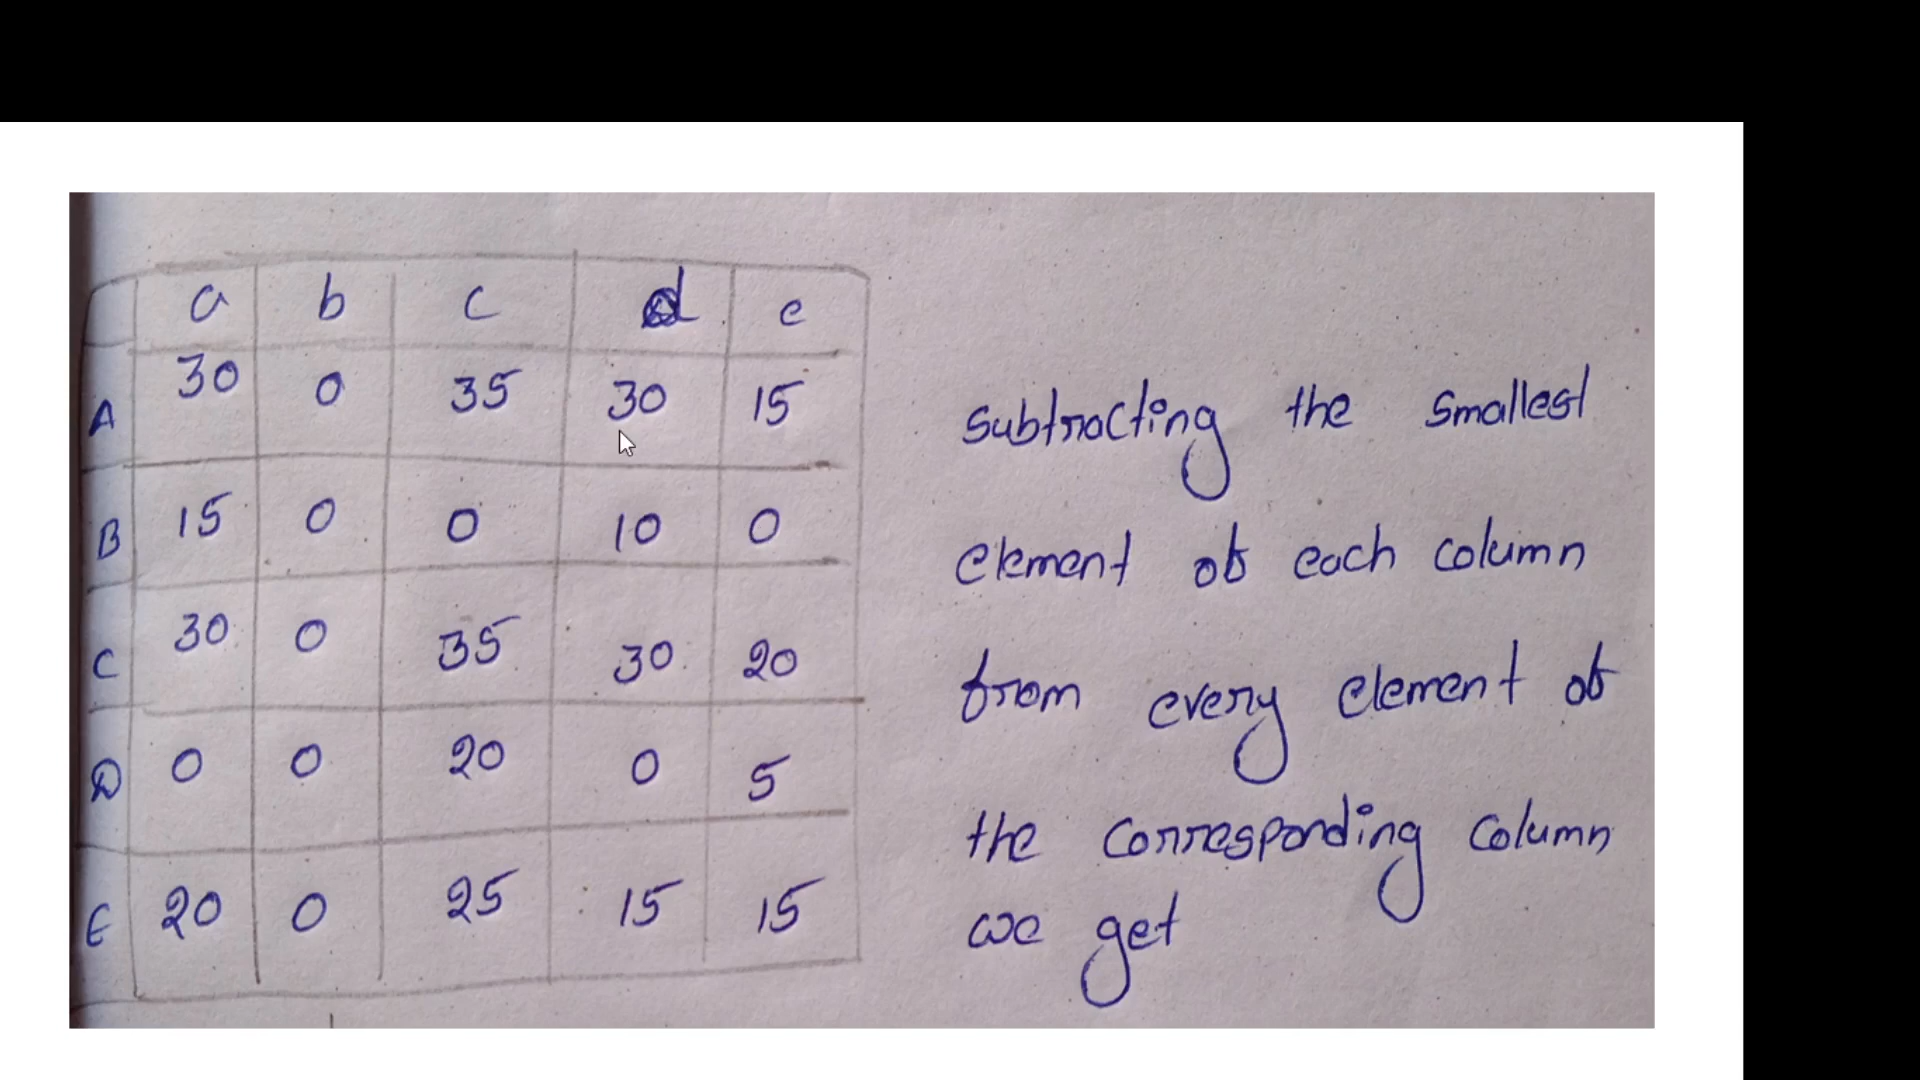 a b c d e
A 30 0 35 30 15
B 15 0 0 10 0
C 30 0 35 30 20
D 0 0 20 0 5
E 20 0 25 15 15
Subtracting the smallest
element of each column
from every element of
the corresponding column
we get